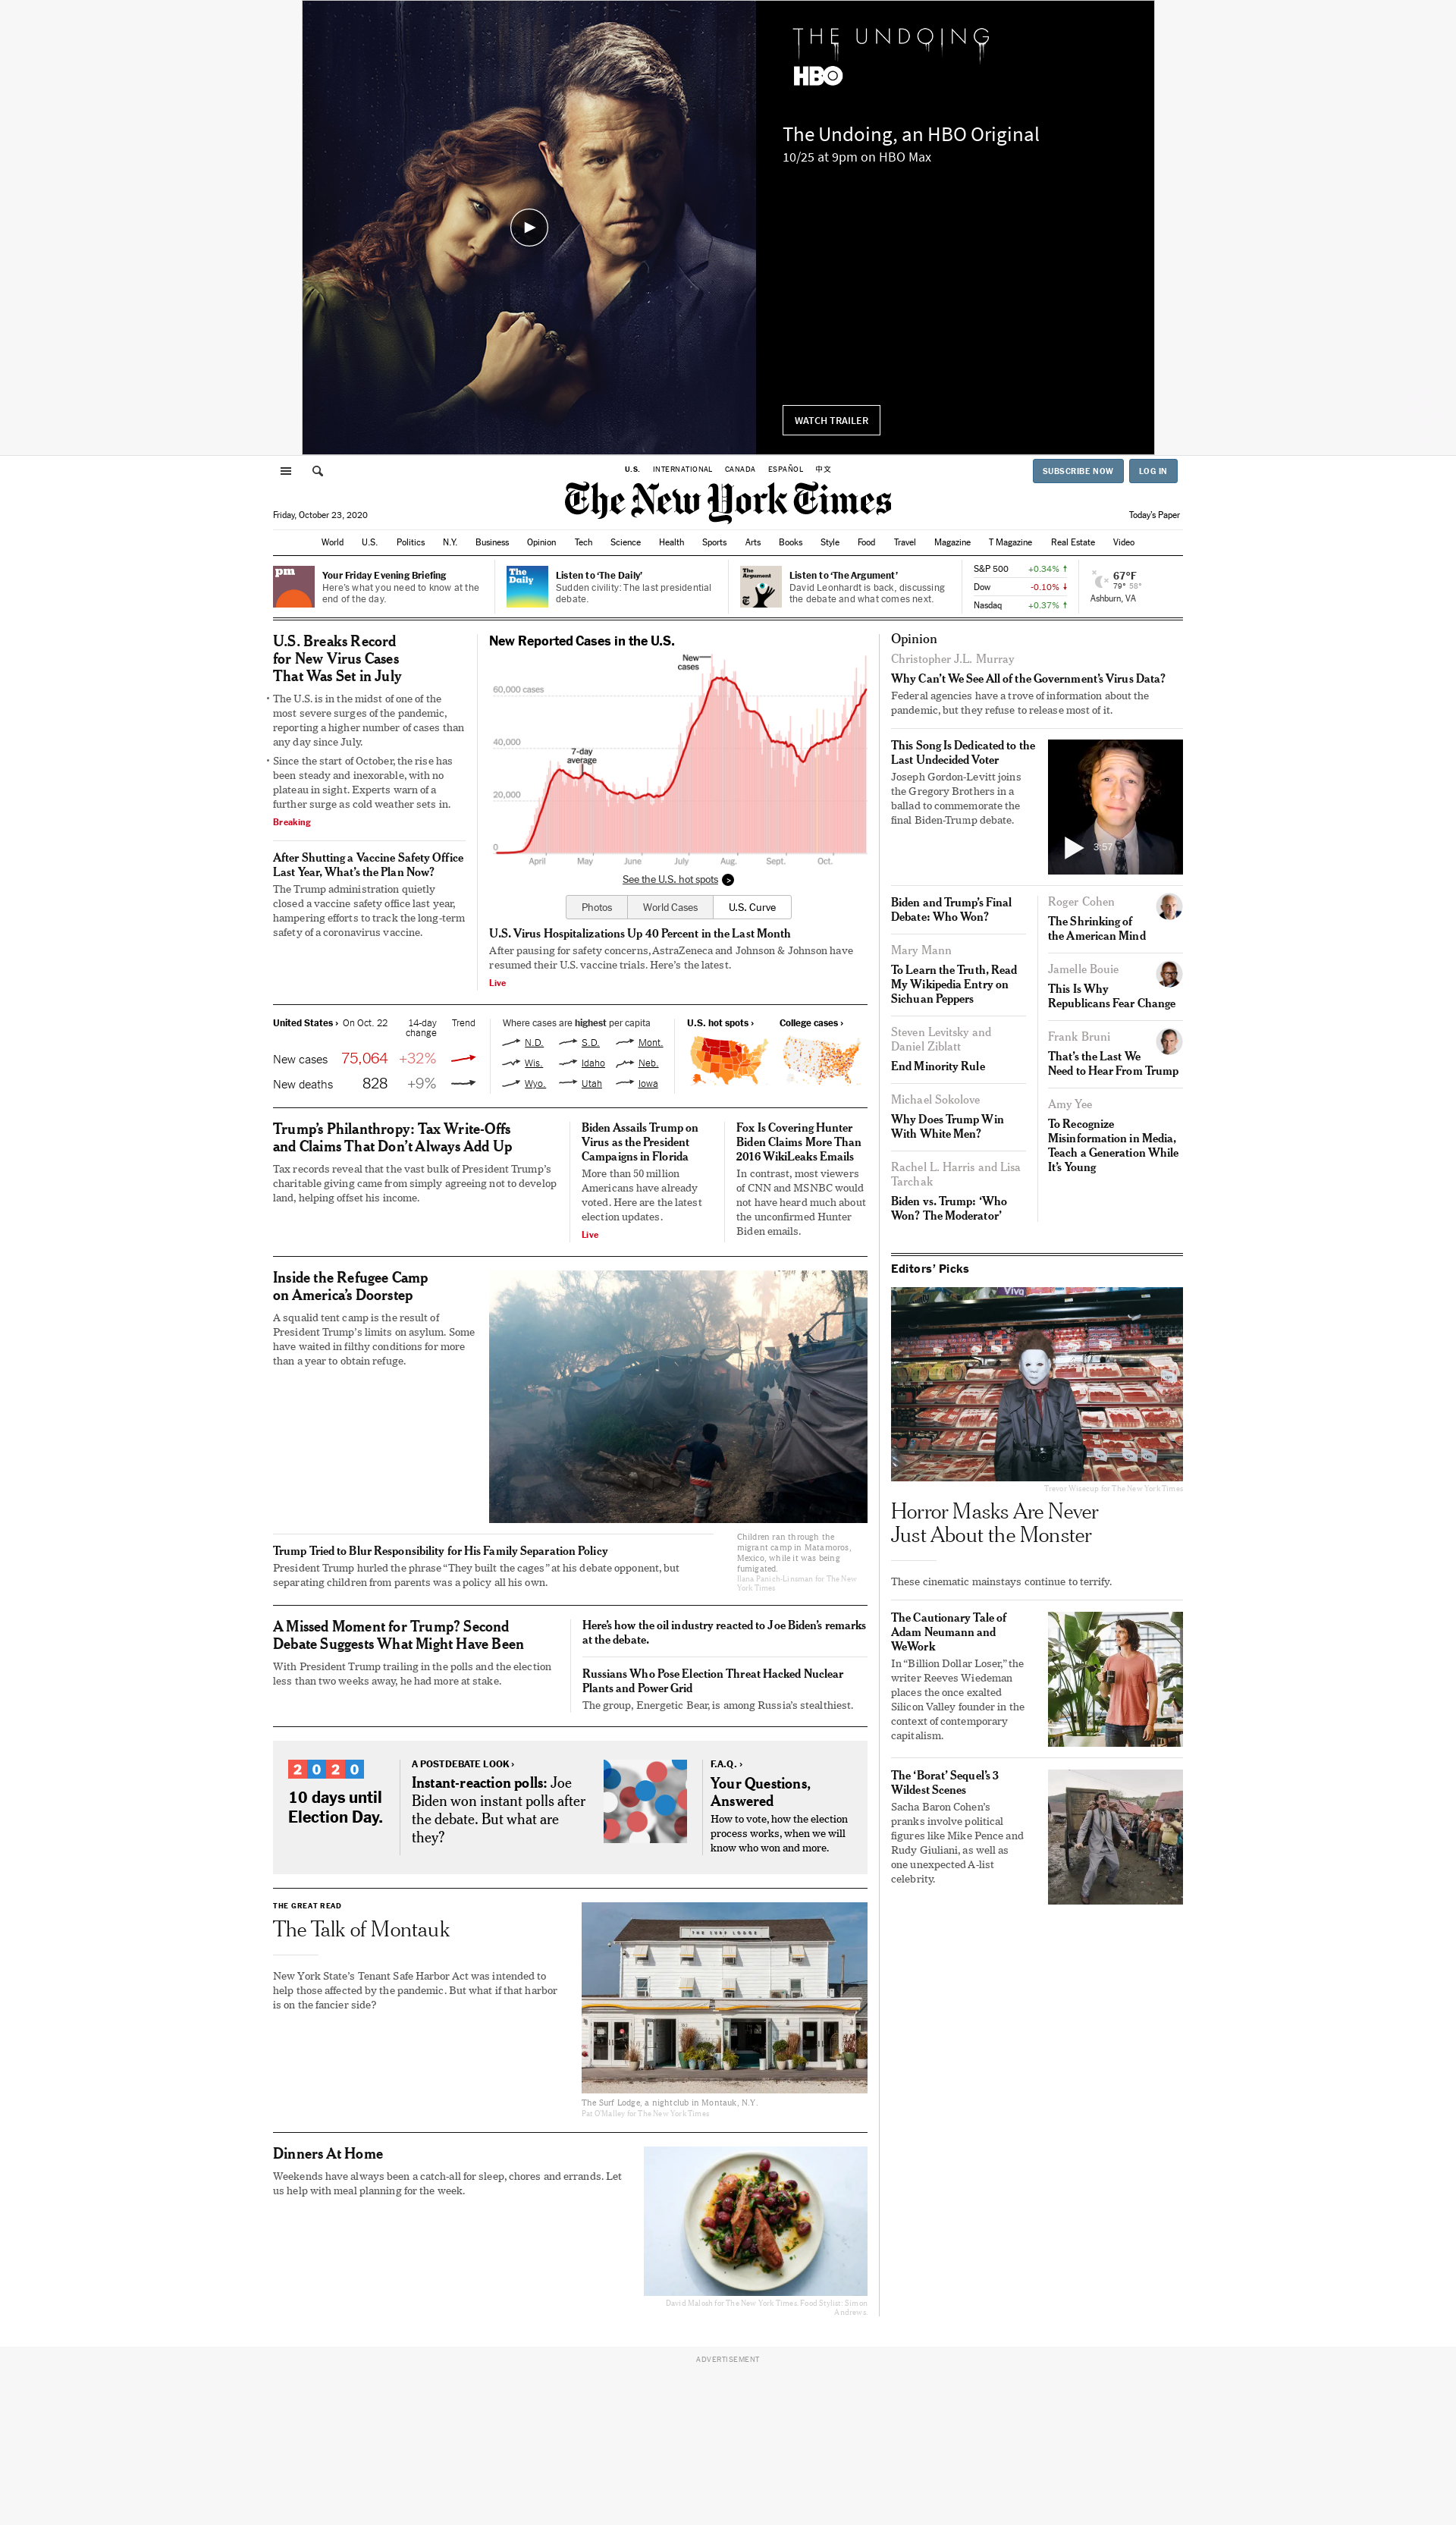 THE UNDOING
HBO
The Undoing, an HBO Original
10/25 at 9pm on HBO Max
WATCH TRAILER
U.S. INTERNATIONAL CANADA ESPAÑOL 中文
SUBSCRIBE NOW LOG IN
The New York Times
Friday, October 23, 2020
Today's Paper
World U.S. Politics N.Y. Business Opinion Tech Science Health Sports Arts Books Style Food Travel Magazine T Magazine Real Estate Video
pm
Your Friday Evening Briefing
Here's what you need to know at the
end of the day.
The
Daily
Listen to 'The Daily'
Sudden civility: The last presidential
debate.
The
Argument
Listen to 'The Argument'
David Leonhardt is back, discussing
the debate and what comes next.
S&P 500 +0.34% ↑
Dow -0.10% ↓
Nasdaq +0.37% ↑
67°F
79° 58°
Ashburn, VA
U.S. Breaks Record
for New Virus Cases
That Was Set in July
• The U.S. is in the midst of one of the
most severe surges of the pandemic,
reporting a higher number of cases than
any day since July.
• Since the start of October, the rise has
been steady and inexorable, with no
plateau in sight. Experts warn of a
further surge as cold weather sets in.
Breaking
After Shutting a Vaccine Safety Office
Last Year, What's the Plan Now?
The Trump administration quietly
closed a vaccine safety office last year,
hampering efforts to track the long-term
safety of a coronavirus vaccine.
New Reported Cases in the U.S.
New
cases
60,000 cases
40,000
7-day
average
20,000
0
April May June July Aug. Sept. Oct.
See the U.S. hot spots >
Photos World Cases U.S. Curve
U.S. Virus Hospitalizations Up 40 Percent in the Last Month
After pausing for safety concerns, AstraZeneca and Johnson & Johnson have
resumed their U.S. vaccine trials. Here's the latest.
Live
United States › On Oct. 22 14-day Trend
change
New cases 75,064 +32%
New deaths 828 +9%
Where cases are highest per capita
N.D. S.D. Mont.
Wis. Idaho Neb.
Wyo. Utah Iowa
U.S. hot spots › College cases ›
Trump's Philanthropy: Tax Write-Offs
and Claims That Don't Always Add Up
Tax records reveal that the vast bulk of President Trump's
charitable giving came from simply agreeing not to develop
land, helping offset his income.
Biden Assails Trump on
Virus as the President
Campaigns in Florida
More than 50 million
Americans have already
voted. Here are the latest
election updates.
Live
Fox Is Covering Hunter
Biden Claims More Than
2016 WikiLeaks Emails
In contrast, most viewers
of CNN and MSNBC would
not have heard much about
the unconfirmed Hunter
Biden emails.
Inside the Refugee Camp
on America's Doorstep
A squalid tent camp is the result of
President Trump's limits on asylum. Some
have waited in filthy conditions for more
than a year to obtain refuge.
Children ran through the
migrant camp in Matamoros,
Mexico, while it was being
fumigated.
Ilana Panich-Linsman for The New
York Times
Trump Tried to Blur Responsibility for His Family Separation Policy
President Trump hurled the phrase “They built the cages” at his debate opponent, but
separating children from parents was a policy all his own.
A Missed Moment for Trump? Second
Debate Suggests What Might Have Been
With President Trump trailing in the polls and the election
less than two weeks away, he had more at stake.
Here's how the oil industry reacted to Joe Biden's remarks
at the debate.
Russians Who Pose Election Threat Hacked Nuclear
Plants and Power Grid
The group, Energetic Bear, is among Russia's stealthiest.
2020
10 days until
Election Day.
A POSTDEBATE LOOK ›
Instant-reaction polls: Joe
Biden won instant polls after
the debate. But what are
they?
F.A.Q. ›
Your Questions,
Answered
How to vote, how the election
process works, when we will
know who won and more.
THE GREAT READ
The Talk of Montauk
New York State's Tenant Safe Harbor Act was intended to
help those affected by the pandemic. But what if that harbor
is on the fancier side?
THE SURF LODGE
The Surf Lodge, a nightclub in Montauk, N.Y.
Pat O'Malley for The New York Times
Dinners At Home
Weekends have always been a catch-all for sleep, chores and errands. Let
us help with meal planning for the week.
David Malosh for The New York Times. Food Stylist: Simon
Andrews.
Opinion
Christopher J.L. Murray
Why Can't We See All of the Government's Virus Data?
Federal agencies have a trove of information about the
pandemic, but they refuse to release most of it.
This Song Is Dedicated to the
Last Undecided Voter
Joseph Gordon-Levitt joins
the Gregory Brothers in a
ballad to commemorate the
final Biden-Trump debate.
3:57
Biden and Trump's Final
Debate: Who Won?
Mary Mann
To Learn the Truth, Read
My Wikipedia Entry on
Sichuan Peppers
Steven Levitsky and
Daniel Ziblatt
End Minority Rule
Michael Sokolove
Why Does Trump Win
With White Men?
Rachel L. Harris and Lisa
Tarchak
Biden vs. Trump: 'Who
Won? The Moderator'
Roger Cohen
The Shrinking of
the American Mind
Jamelle Bouie
This Is Why
Republicans Fear Change
Frank Bruni
That's the Last We
Need to Hear From Trump
Amy Yee
To Recognize
Misinformation in Media,
Teach a Generation While
It's Young
Editors' Picks
Viva
Trevor Wisecup for The New York Times
Horror Masks Are Never
Just About the Monster
These cinematic mainstays continue to terrify.
The Cautionary Tale of
Adam Neumann and
WeWork
In “Billion Dollar Loser,” the
writer Reeves Wiedeman
places the once exalted
Silicon Valley founder in the
context of contemporary
capitalism.
The 'Borat' Sequel's 3
Wildest Scenes
Sacha Baron Cohen's
pranks involve political
figures like Mike Pence and
Rudy Giuliani, as well as
one unexpected A-list
celebrity.
ADVERTISEMENT